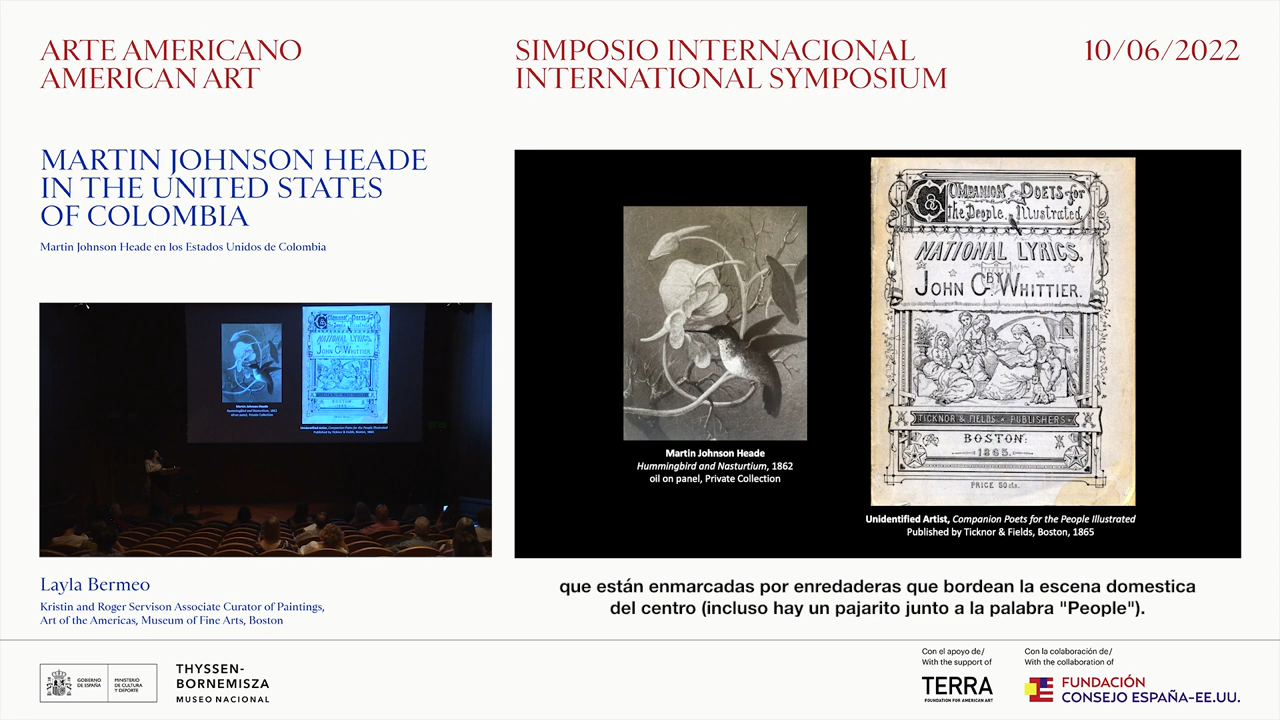 ARTE AMERICANO
AMERICAN ART
SIMPOSIO INTERNACIONAL
INTERNATIONAL SYMPOSIUM
10/06/2022
MARTIN JOHNSON HEADE
IN THE UNITED STATES
OF COLOMBIA
Martin Johnson Heade en los Estados Unidos de Colombia
COMPANION POETS for
the People Illustrated.
NATIONAL LYRICS.
BY
JOHN G. WHITTIER.
TICKNOR & FIELDS • PUBLISHERS
BOSTON:
1865.
PRICE 50 cts.
Martin Johnson Heade
Hummingbird and Nasturtium, 1862
oil on panel, Private Collection
Unidentified Artist, Companion Poets for the People Illustrated
Published by Ticknor & Fields, Boston, 1865
Layla Bermeo
Kristin and Roger Servison Associate Curator of Paintings,
Art of the Americas, Museum of Fine Arts, Boston
que están enmarcadas por enredaderas que bordean la escena domestica
del centro (incluso hay un pajarito junto a la palabra "People").
GOBIERNO
DE ESPAÑA
MINISTERIO
DE CULTURA
Y DEPORTE
THYSSEN-
BORNEMISZA
MUSEO NACIONAL
Con el apoyo de/
With the support of
TERRA
FOUNDATION FOR AMERICAN ART
Con la colaboración de/
With the collaboration of
FUNDACIÓN
CONSEJO ESPAÑA-EE.UU.